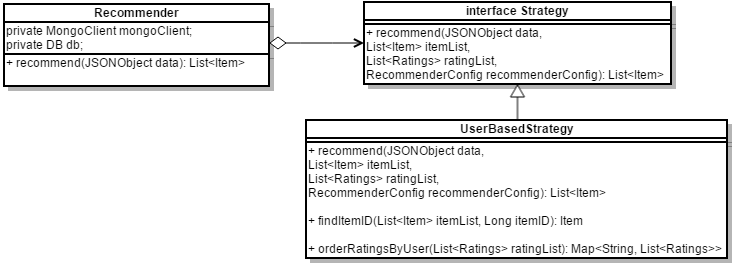 Recommender
private MongoClient mongoClient;
private DB db;
+ recommend(JSONObject data): List<Item>
interface Strategy
+ recommend(JSONObject data,
List<Item> itemList,
List<Ratings> ratingList,
RecommenderConfig recommenderConfig): List<Item>
UserBasedStrategy
+ recommend(JSONObject data,
List<Item> itemList,
List<Ratings> ratingList,
RecommenderConfig recommenderConfig): List<Item>
+ findItemID(List<Item> itemList, Long itemID): Item
+ orderRatingsByUser(List<Ratings> ratingList): Map<String, List<Ratings>>